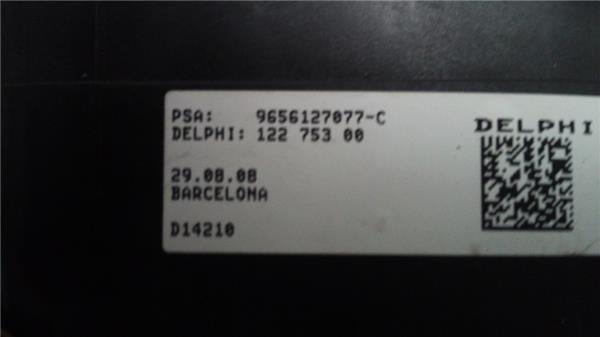 PSA: 9656127077-C
DELPHI: 122 753 00
DELPHI
29.08.08
BARCELONA
D14210